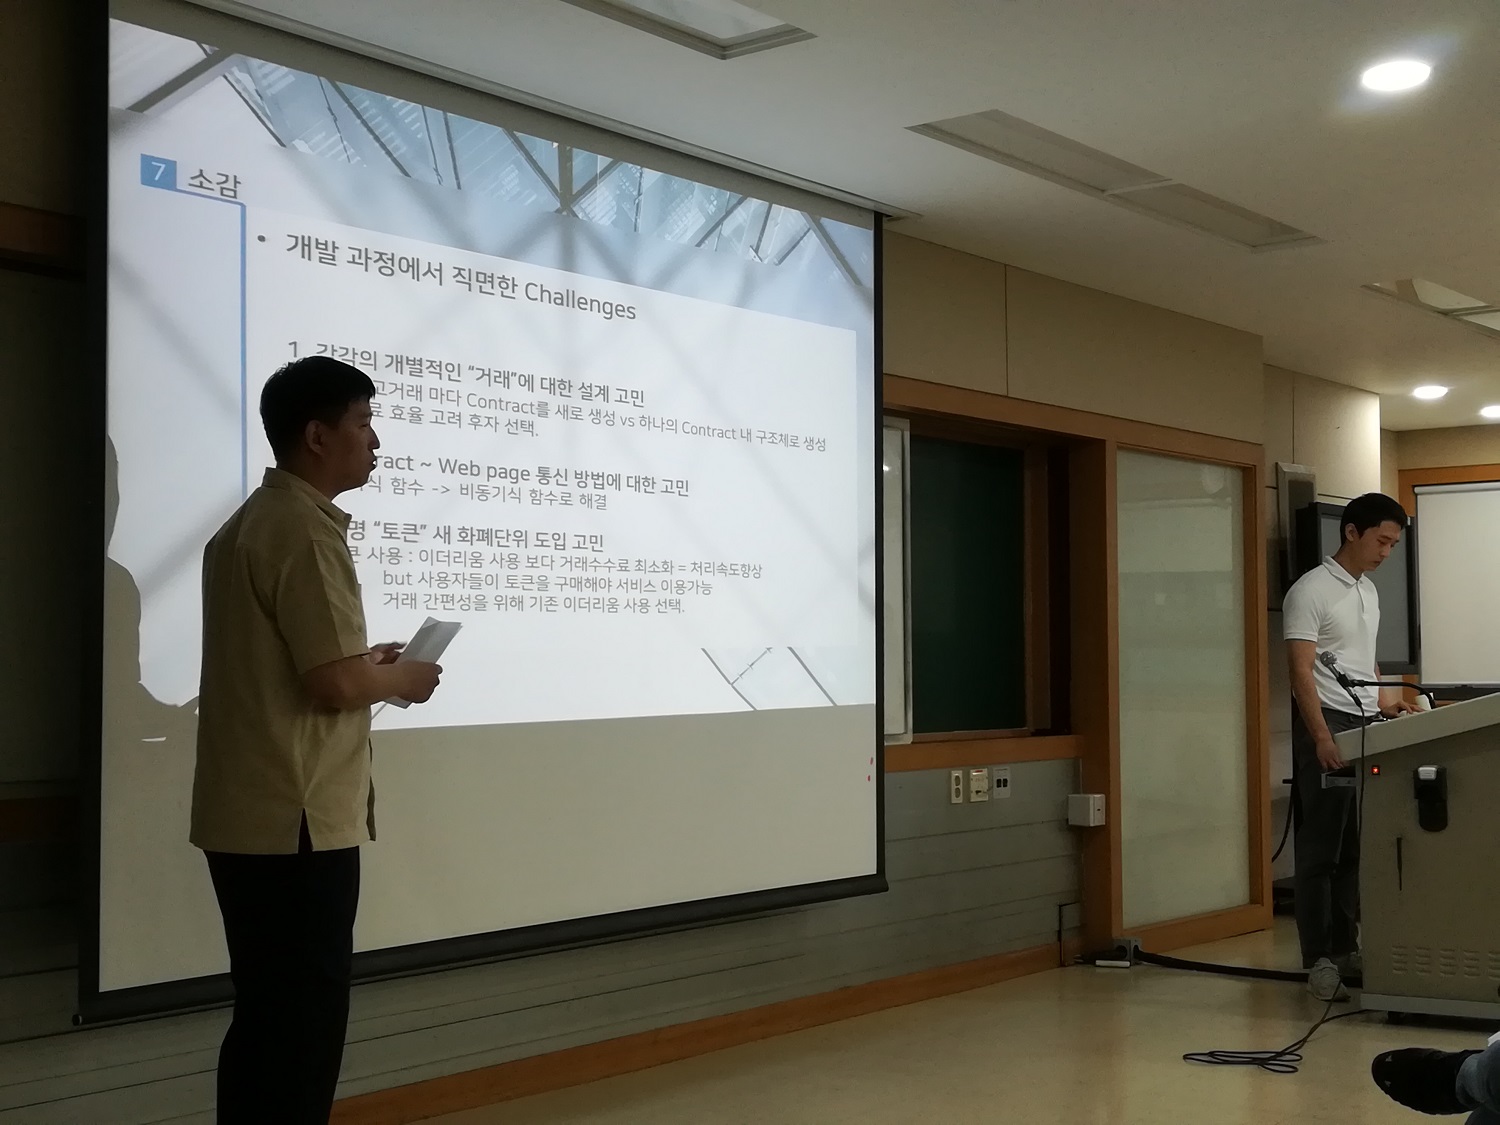 7 소감
• 개발 과정에서 직면한 Challenges
1. 각각의 개별적인 “거래”에 대한 설계 고민
마다 Contract를 새로 생성 vs 하나의 Contract 내 구조체로 생성
효율 고려 후자 선택.
~ Web page 통신 방법에 대한 고민
함수 -> 비동기식 함수로 해결
“토큰” 새 화폐단위 도입 고민
사용 : 이더리움 사용 보다 거래수수료 최소화 = 처리속도향상
but 사용자들이 토큰을 구매해야 서비스 이용가능
거래 간편성을 위해 기존 이더리움 사용 선택.